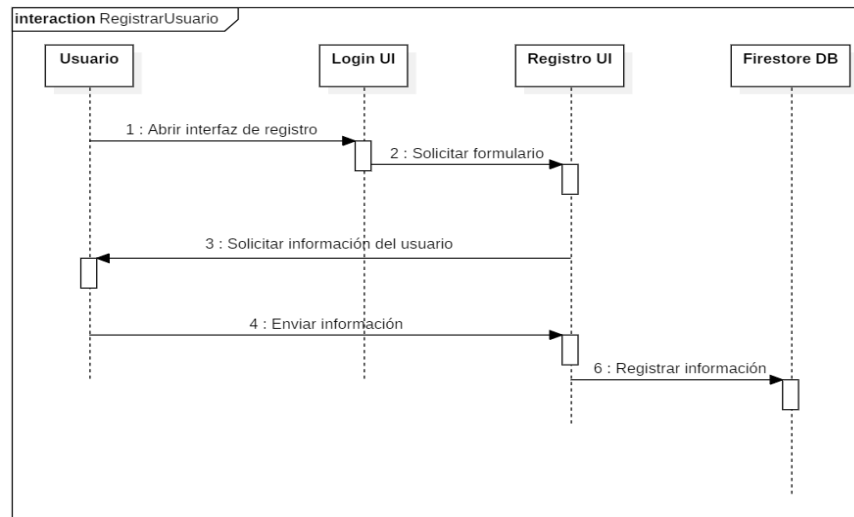 interaction RegistrarUsuario
Usuario
Login UI
Registro UI
Firestore DB
1 : Abrir interfaz de registro
2 : Solicitar formulario
3 : Solicitar información del usuario
4 : Enviar información
6 : Registrar información